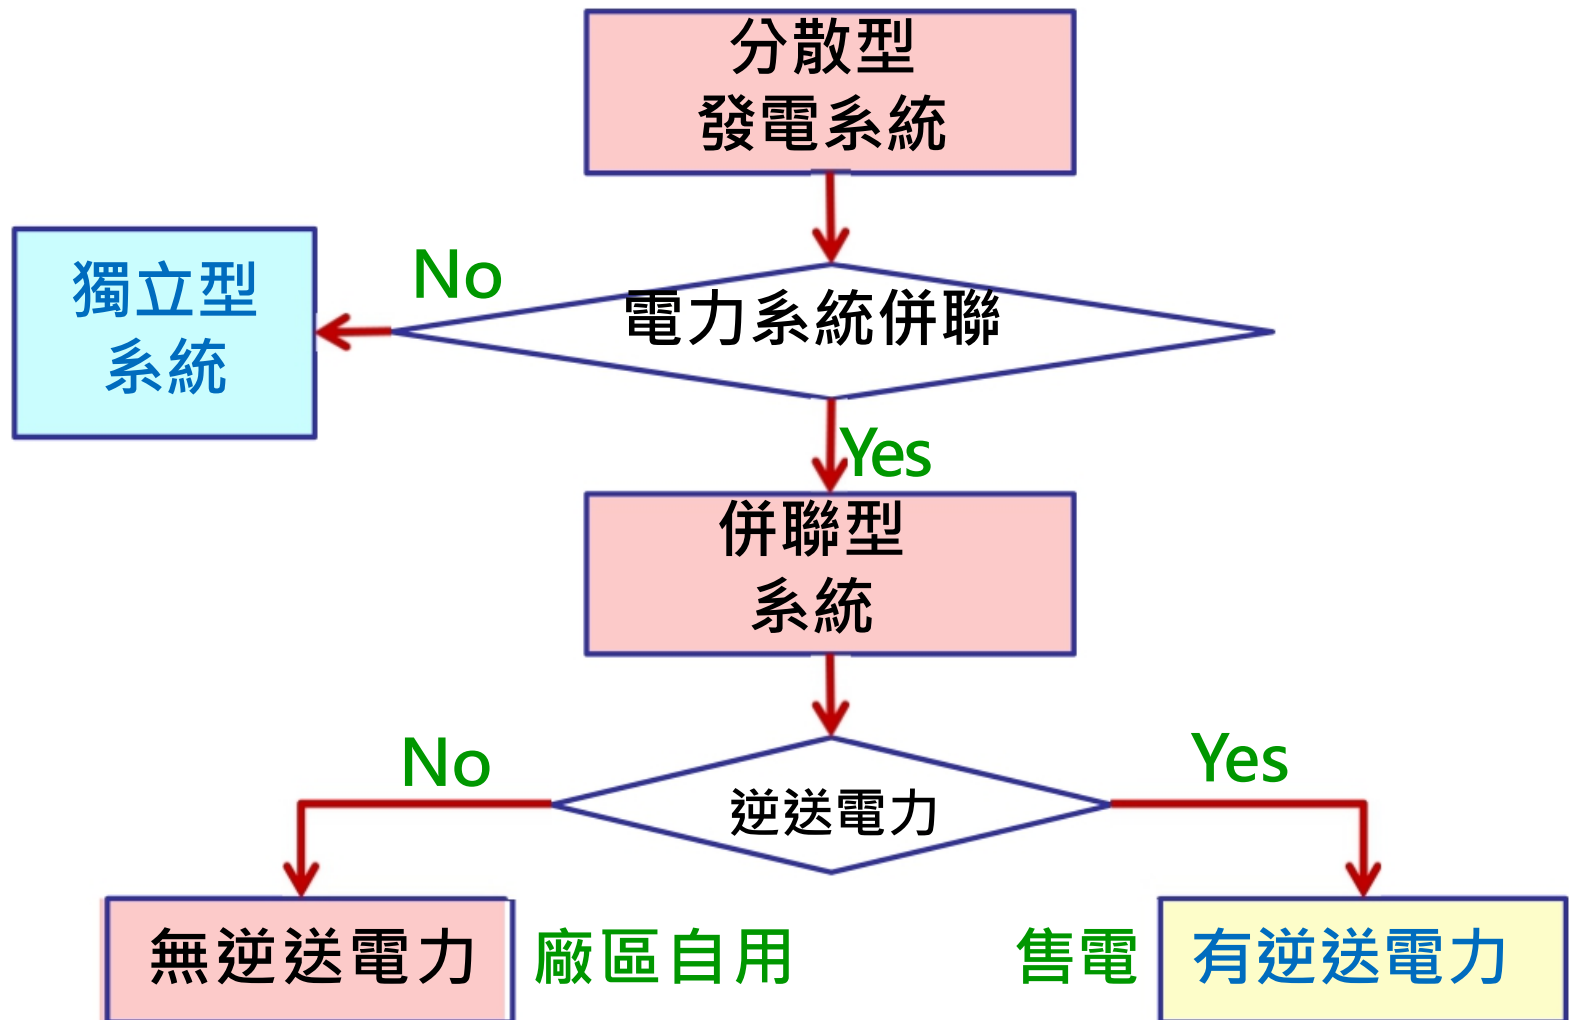 分散型
發電系統
No
獨立型
系統
電力系統併聯
Yes
併聯型
系統
No
逆送電力
Yes
無逆送電力
廠區自用
售電
有逆送電力